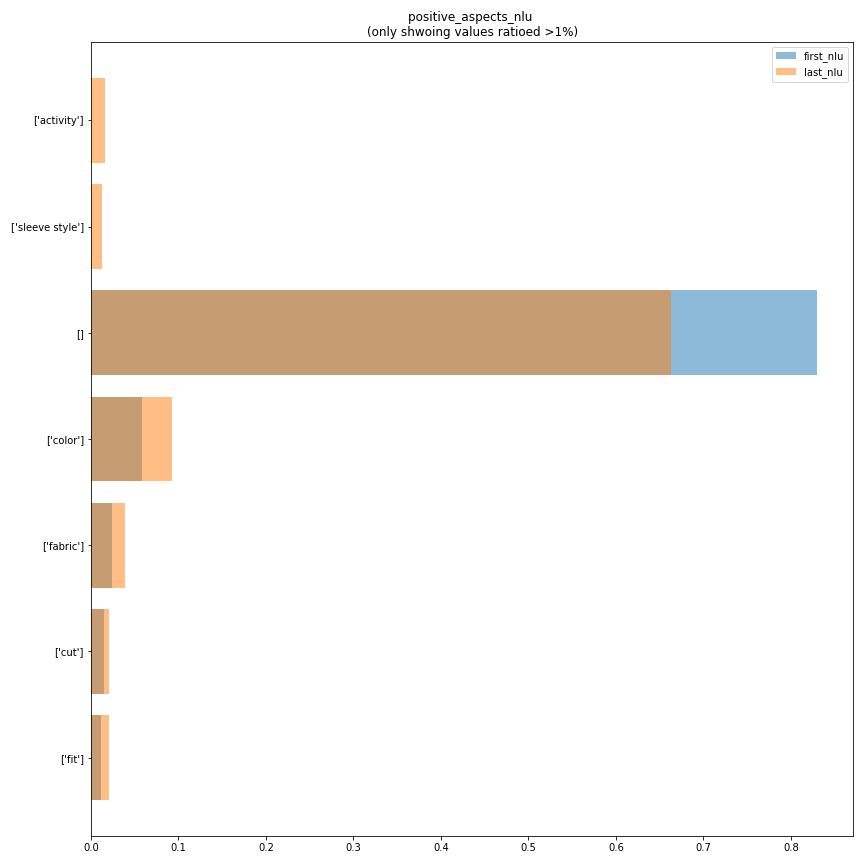 positive_aspects_nlu
(only shwoing values ratioed >1%)
first_nlu
last_nlu
['activity']
['sleeve style']
[]
['color']
['fabric']
['cut']
['fit']
0.0 0.1 0.2 0.3 0.4 0.5 0.6 0.7 0.8